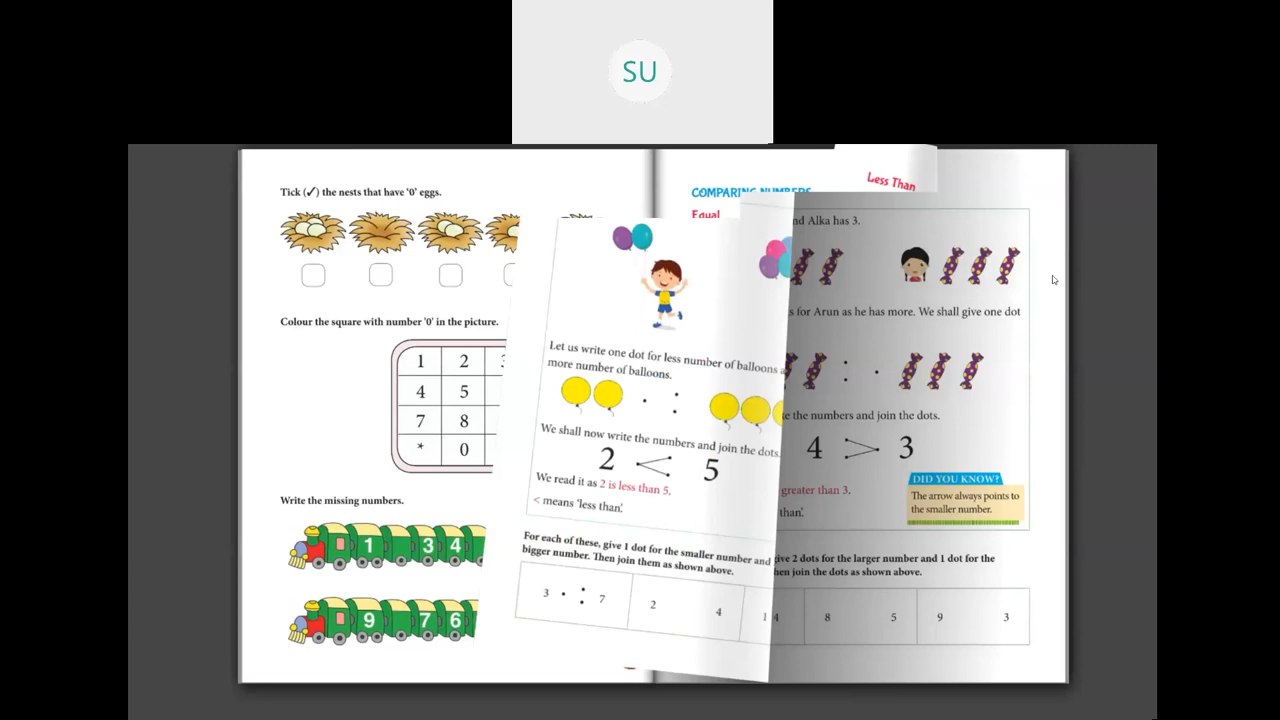 SU
Tick (✓) the nests that have '0' eggs.
Colour the square with number '0' in the picture.
1 2
4 5
7 8
* 0
Write the missing numbers.
1 3 4
9 7 6
COMPARING NUMBERS
Equal
Less Than
Let us write one dot for less number of balloons
more number of balloons.
We shall now write the numbers and join the dots.
2 < 5
We read it as 2 is less than 5.
< means 'less than'.
For each of these, give 1 dot for the smaller number and
bigger number. Then join them as shown above.
3 · : 7 2 4 1
nd Alka has 3.
s for Arun as he has more. We shall give one dot
: ·
e the numbers and join the dots.
4 > 3
greater than 3.
than'.
DID YOU KNOW?
The arrow always points to
the smaller number.
give 2 dots for the larger number and 1 dot for the
hen join the dots as shown above.
4 8 5 9 3